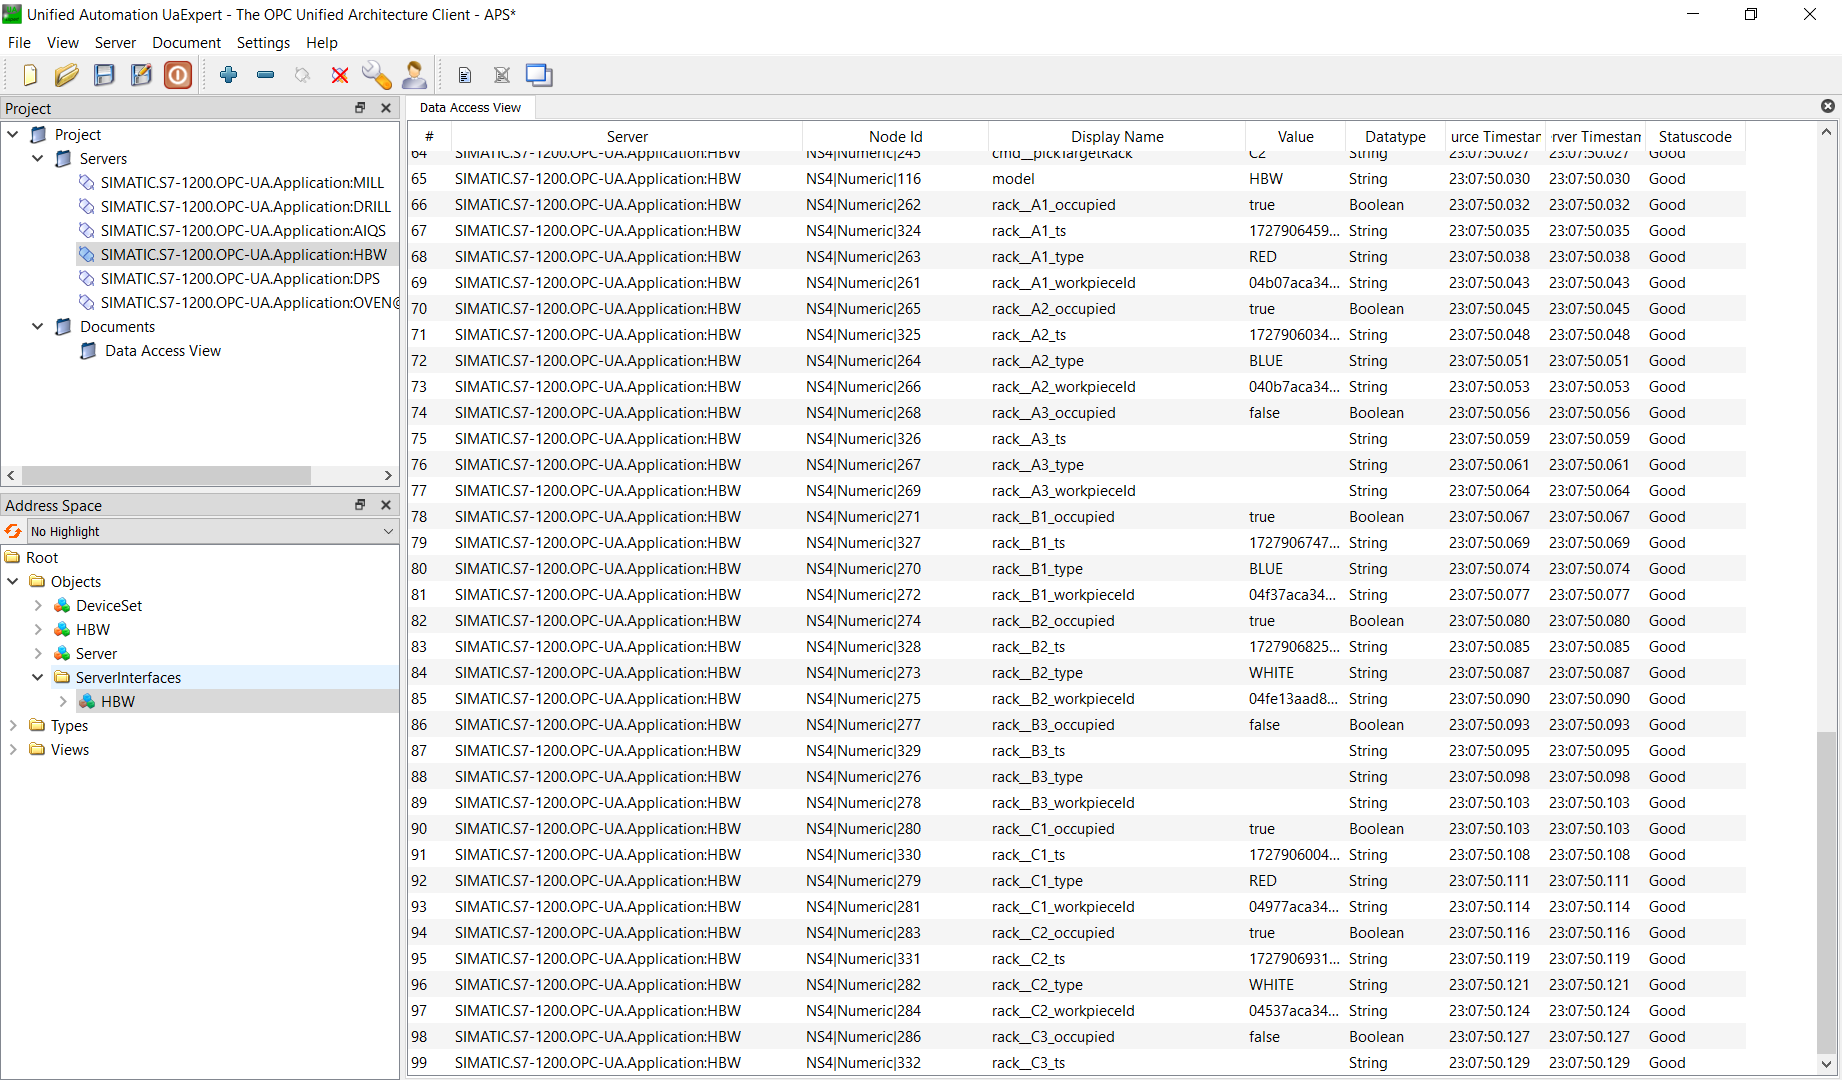 Unified Automation UaExpert - The OPC Unified Architecture Client - APS*
File View Server Document Settings Help
Project
Project
Servers
SIMATIC.S7-1200.OPC-UA.Application:MILL
SIMATIC.S7-1200.OPC-UA.Application:DRILL
SIMATIC.S7-1200.OPC-UA.Application:AIQS
SIMATIC.S7-1200.OPC-UA.Application:HBW
SIMATIC.S7-1200.OPC-UA.Application:DPS
SIMATIC.S7-1200.OPC-UA.Application:OVEN@
Documents
Data Access View
Address Space
No Highlight
Root
Objects
DeviceSet
HBW
Server
ServerInterfaces
HBW
Types
Views
Data Access View
# Server Node Id Display Name Value Datatype urce Timestan rver Timestam Statuscode
64 SIMATIC.S7-1200.OPC-UA.Application:HBW NS4|Numeric|245 cmd__pickTargetRack C2 String 23:07:50.027 23:07:50.027 Good
65 SIMATIC.S7-1200.OPC-UA.Application:HBW NS4|Numeric|116 model HBW String 23:07:50.030 23:07:50.030 Good
66 SIMATIC.S7-1200.OPC-UA.Application:HBW NS4|Numeric|262 rack__A1_occupied true Boolean 23:07:50.032 23:07:50.032 Good
67 SIMATIC.S7-1200.OPC-UA.Application:HBW NS4|Numeric|324 rack__A1_ts 1727906459... String 23:07:50.035 23:07:50.035 Good
68 SIMATIC.S7-1200.OPC-UA.Application:HBW NS4|Numeric|263 rack__A1_type RED String 23:07:50.038 23:07:50.038 Good
69 SIMATIC.S7-1200.OPC-UA.Application:HBW NS4|Numeric|261 rack__A1_workpieceId 04b07aca34... String 23:07:50.043 23:07:50.043 Good
70 SIMATIC.S7-1200.OPC-UA.Application:HBW NS4|Numeric|265 rack__A2_occupied true Boolean 23:07:50.045 23:07:50.045 Good
71 SIMATIC.S7-1200.OPC-UA.Application:HBW NS4|Numeric|325 rack__A2_ts 1727906034... String 23:07:50.048 23:07:50.048 Good
72 SIMATIC.S7-1200.OPC-UA.Application:HBW NS4|Numeric|264 rack__A2_type BLUE String 23:07:50.051 23:07:50.051 Good
73 SIMATIC.S7-1200.OPC-UA.Application:HBW NS4|Numeric|266 rack__A2_workpieceId 040b7aca34... String 23:07:50.053 23:07:50.053 Good
74 SIMATIC.S7-1200.OPC-UA.Application:HBW NS4|Numeric|268 rack__A3_occupied false Boolean 23:07:50.056 23:07:50.056 Good
75 SIMATIC.S7-1200.OPC-UA.Application:HBW NS4|Numeric|326 rack__A3_ts String 23:07:50.059 23:07:50.059 Good
76 SIMATIC.S7-1200.OPC-UA.Application:HBW NS4|Numeric|267 rack__A3_type String 23:07:50.061 23:07:50.061 Good
77 SIMATIC.S7-1200.OPC-UA.Application:HBW NS4|Numeric|269 rack__A3_workpieceId String 23:07:50.064 23:07:50.064 Good
78 SIMATIC.S7-1200.OPC-UA.Application:HBW NS4|Numeric|271 rack__B1_occupied true Boolean 23:07:50.067 23:07:50.067 Good
79 SIMATIC.S7-1200.OPC-UA.Application:HBW NS4|Numeric|327 rack__B1_ts 1727906747... String 23:07:50.069 23:07:50.069 Good
80 SIMATIC.S7-1200.OPC-UA.Application:HBW NS4|Numeric|270 rack__B1_type BLUE String 23:07:50.074 23:07:50.074 Good
81 SIMATIC.S7-1200.OPC-UA.Application:HBW NS4|Numeric|272 rack__B1_workpieceId 04f37aca34... String 23:07:50.077 23:07:50.077 Good
82 SIMATIC.S7-1200.OPC-UA.Application:HBW NS4|Numeric|274 rack__B2_occupied true Boolean 23:07:50.080 23:07:50.080 Good
83 SIMATIC.S7-1200.OPC-UA.Application:HBW NS4|Numeric|328 rack__B2_ts 1727906825... String 23:07:50.085 23:07:50.085 Good
84 SIMATIC.S7-1200.OPC-UA.Application:HBW NS4|Numeric|273 rack__B2_type WHITE String 23:07:50.087 23:07:50.087 Good
85 SIMATIC.S7-1200.OPC-UA.Application:HBW NS4|Numeric|275 rack__B2_workpieceId 04fe13aad8... String 23:07:50.090 23:07:50.090 Good
86 SIMATIC.S7-1200.OPC-UA.Application:HBW NS4|Numeric|277 rack__B3_occupied false Boolean 23:07:50.093 23:07:50.093 Good
87 SIMATIC.S7-1200.OPC-UA.Application:HBW NS4|Numeric|329 rack__B3_ts String 23:07:50.095 23:07:50.095 Good
88 SIMATIC.S7-1200.OPC-UA.Application:HBW NS4|Numeric|276 rack__B3_type String 23:07:50.098 23:07:50.098 Good
89 SIMATIC.S7-1200.OPC-UA.Application:HBW NS4|Numeric|278 rack__B3_workpieceId String 23:07:50.103 23:07:50.103 Good
90 SIMATIC.S7-1200.OPC-UA.Application:HBW NS4|Numeric|280 rack__C1_occupied true Boolean 23:07:50.103 23:07:50.103 Good
91 SIMATIC.S7-1200.OPC-UA.Application:HBW NS4|Numeric|330 rack__C1_ts 1727906004... String 23:07:50.108 23:07:50.108 Good
92 SIMATIC.S7-1200.OPC-UA.Application:HBW NS4|Numeric|279 rack__C1_type RED String 23:07:50.111 23:07:50.111 Good
93 SIMATIC.S7-1200.OPC-UA.Application:HBW NS4|Numeric|281 rack__C1_workpieceId 04977aca34... String 23:07:50.114 23:07:50.114 Good
94 SIMATIC.S7-1200.OPC-UA.Application:HBW NS4|Numeric|283 rack__C2_occupied true Boolean 23:07:50.116 23:07:50.116 Good
95 SIMATIC.S7-1200.OPC-UA.Application:HBW NS4|Numeric|331 rack__C2_ts 1727906931... String 23:07:50.119 23:07:50.119 Good
96 SIMATIC.S7-1200.OPC-UA.Application:HBW NS4|Numeric|282 rack__C2_type WHITE String 23:07:50.121 23:07:50.121 Good
97 SIMATIC.S7-1200.OPC-UA.Application:HBW NS4|Numeric|284 rack__C2_workpieceId 04537aca34... String 23:07:50.124 23:07:50.124 Good
98 SIMATIC.S7-1200.OPC-UA.Application:HBW NS4|Numeric|286 rack__C3_occupied false Boolean 23:07:50.127 23:07:50.127 Good
99 SIMATIC.S7-1200.OPC-UA.Application:HBW NS4|Numeric|332 rack__C3_ts String 23:07:50.129 23:07:50.129 Good